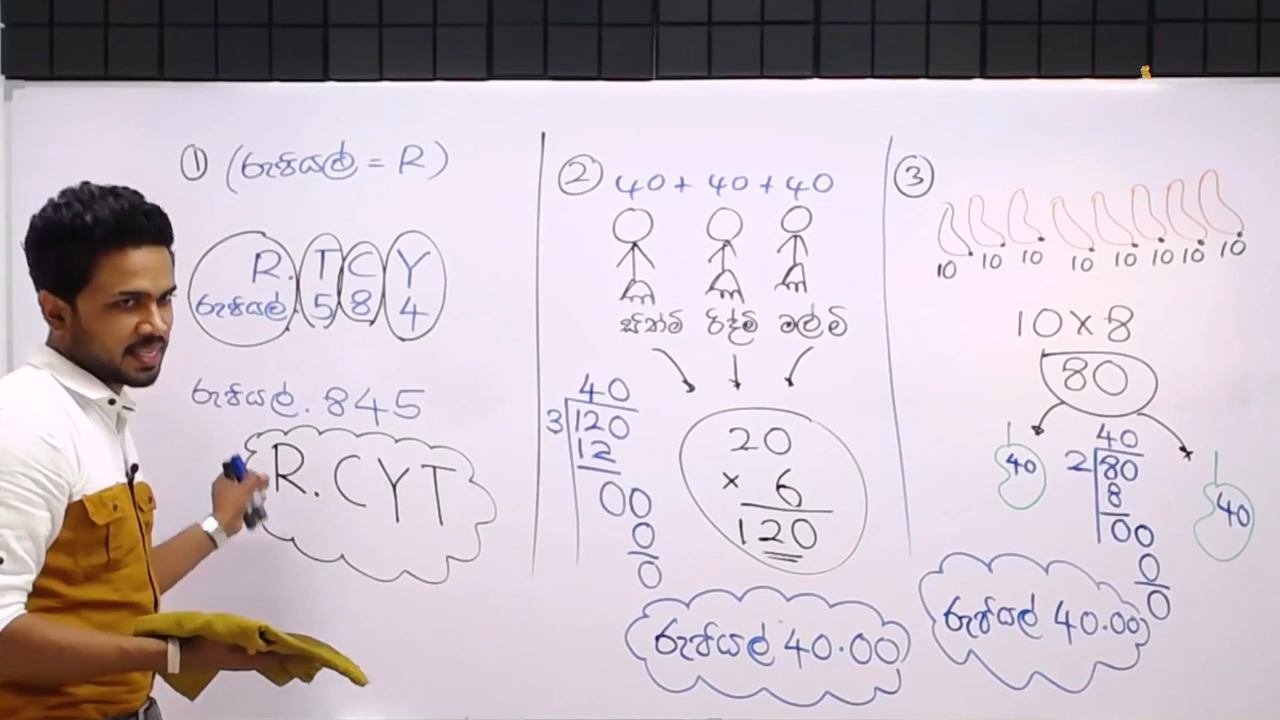 ① (රුපියල් = R)
R. T C Y
රුපියල්. 5 8 4
රුපියල්. 845
R. CYT
② 40 + 40 + 40
සීනම් රිද්ම මල්ම
40
3 120
12
00
0
0
20
× 6
120
රුපියල් 40.00
③
10 10 10 10 10 10 10 10
10 × 8
80
40
40
2 80
8
00
0
0
40
රුපියල් 40.00